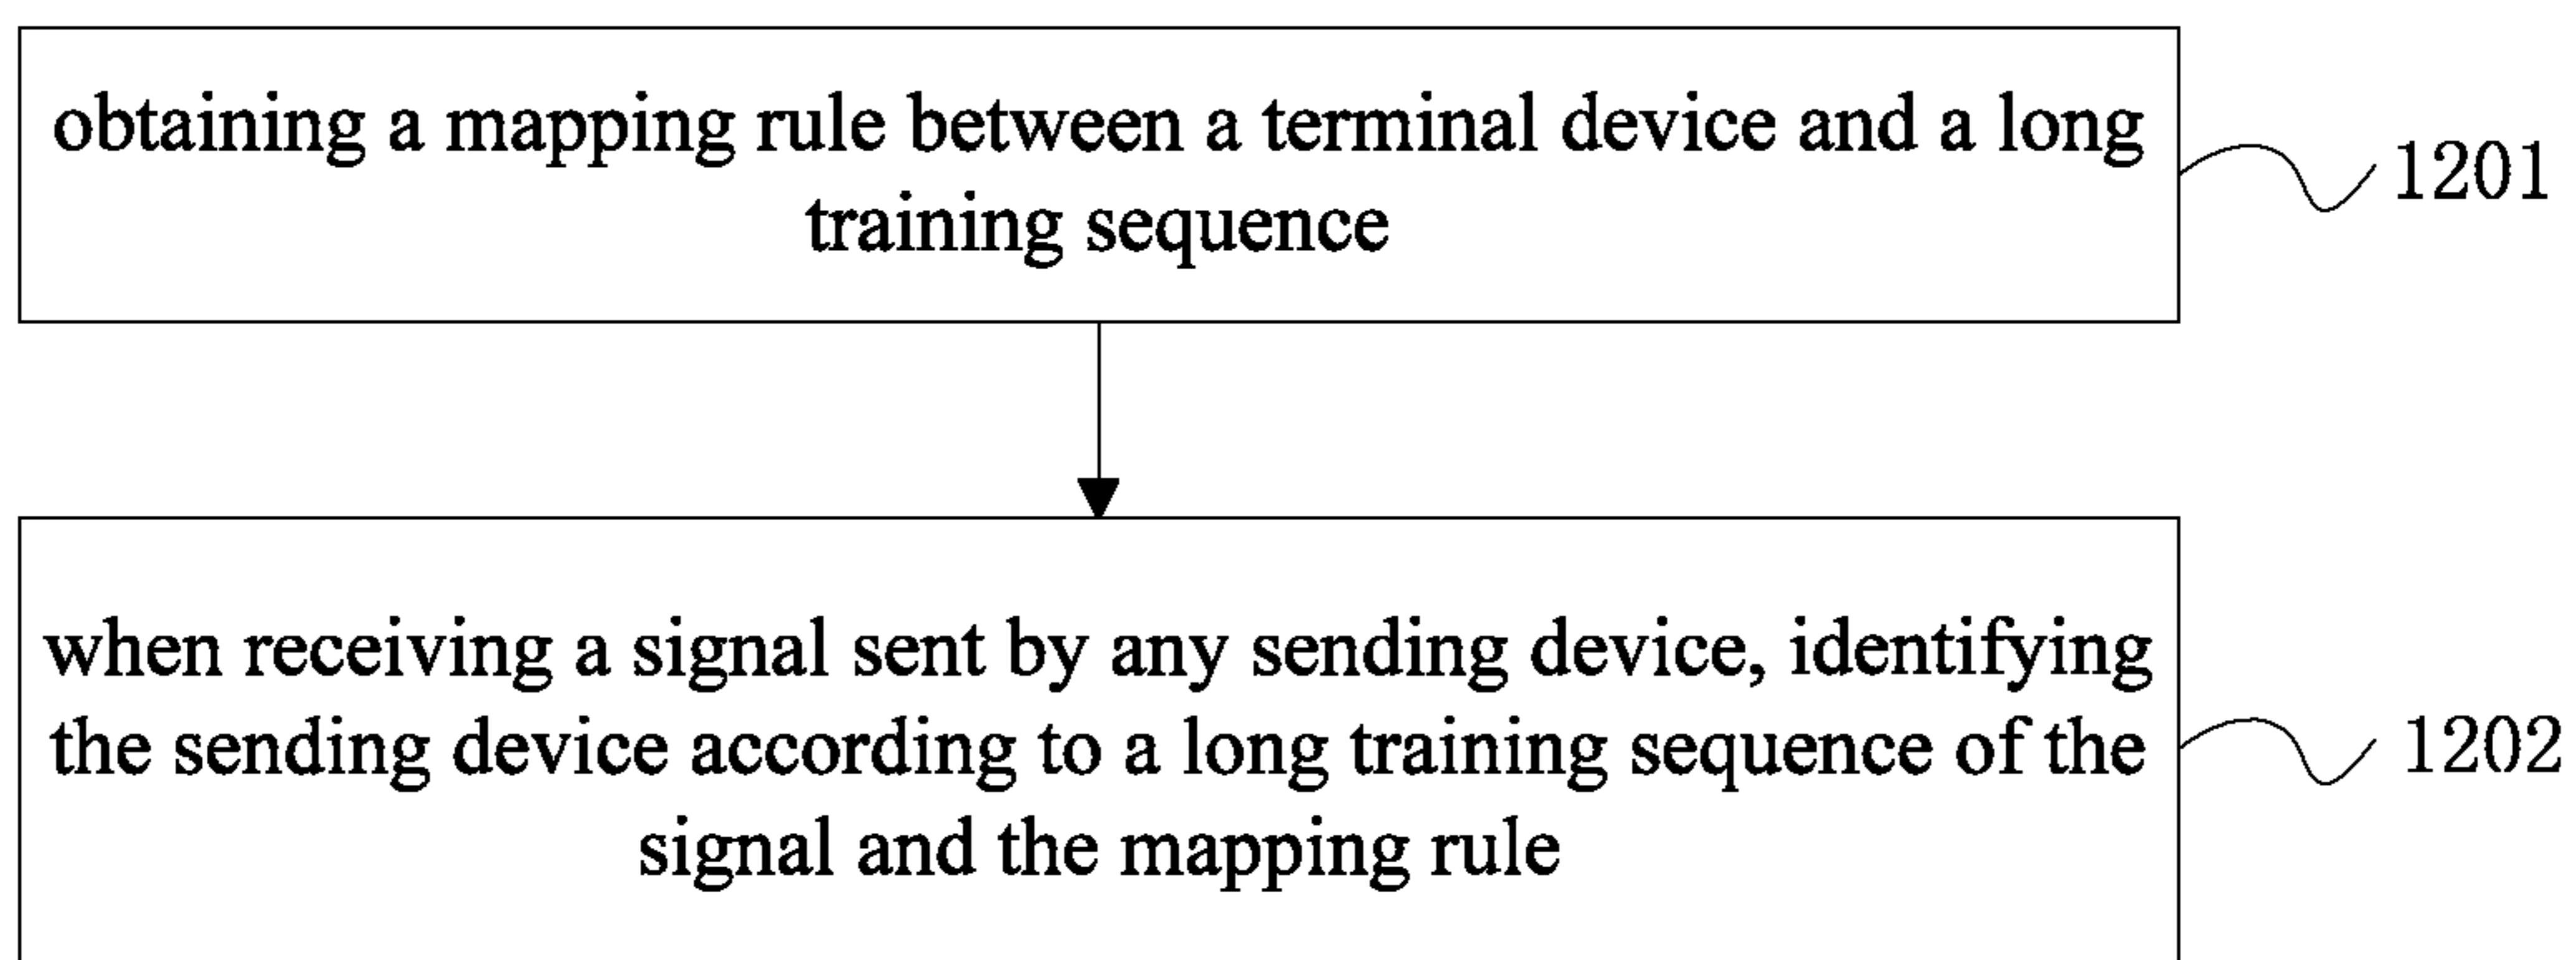 obtaining a mapping rule between a terminal device and a long
training sequence
1201
when receiving a signal sent by any sending device, identifying
the sending device according to a long training sequence of the
signal and the mapping rule
1202